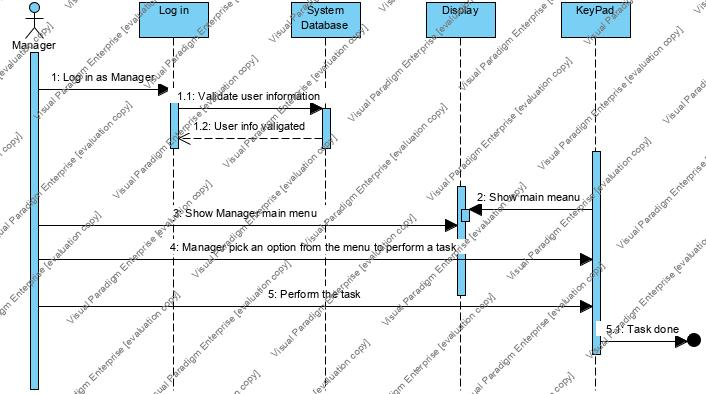 Log in
System
Database
Display
KeyPad
Manager
1: Log in as Manager
1.1: Validate user information
1.2: User info valigated
2: Show main meanu
3: Show Manager main menu
4: Manager pick an option from the menu to perform a task
5: Perform the task
5.1: Task done
Visual Paradigm Enterprise [evaluation copy]